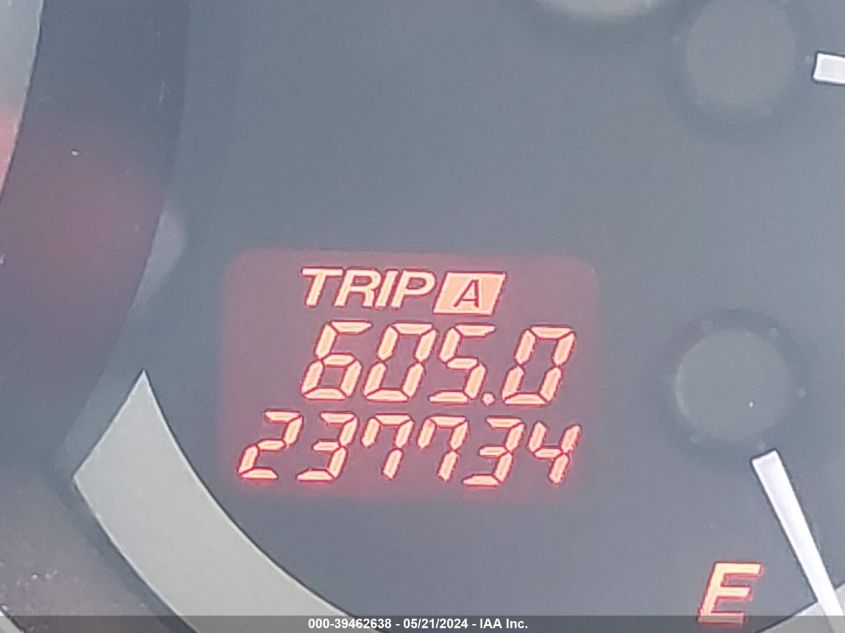 TRIP A
605.0
237734
E
000-39462638 - 05/21/2024 - IAA Inc.